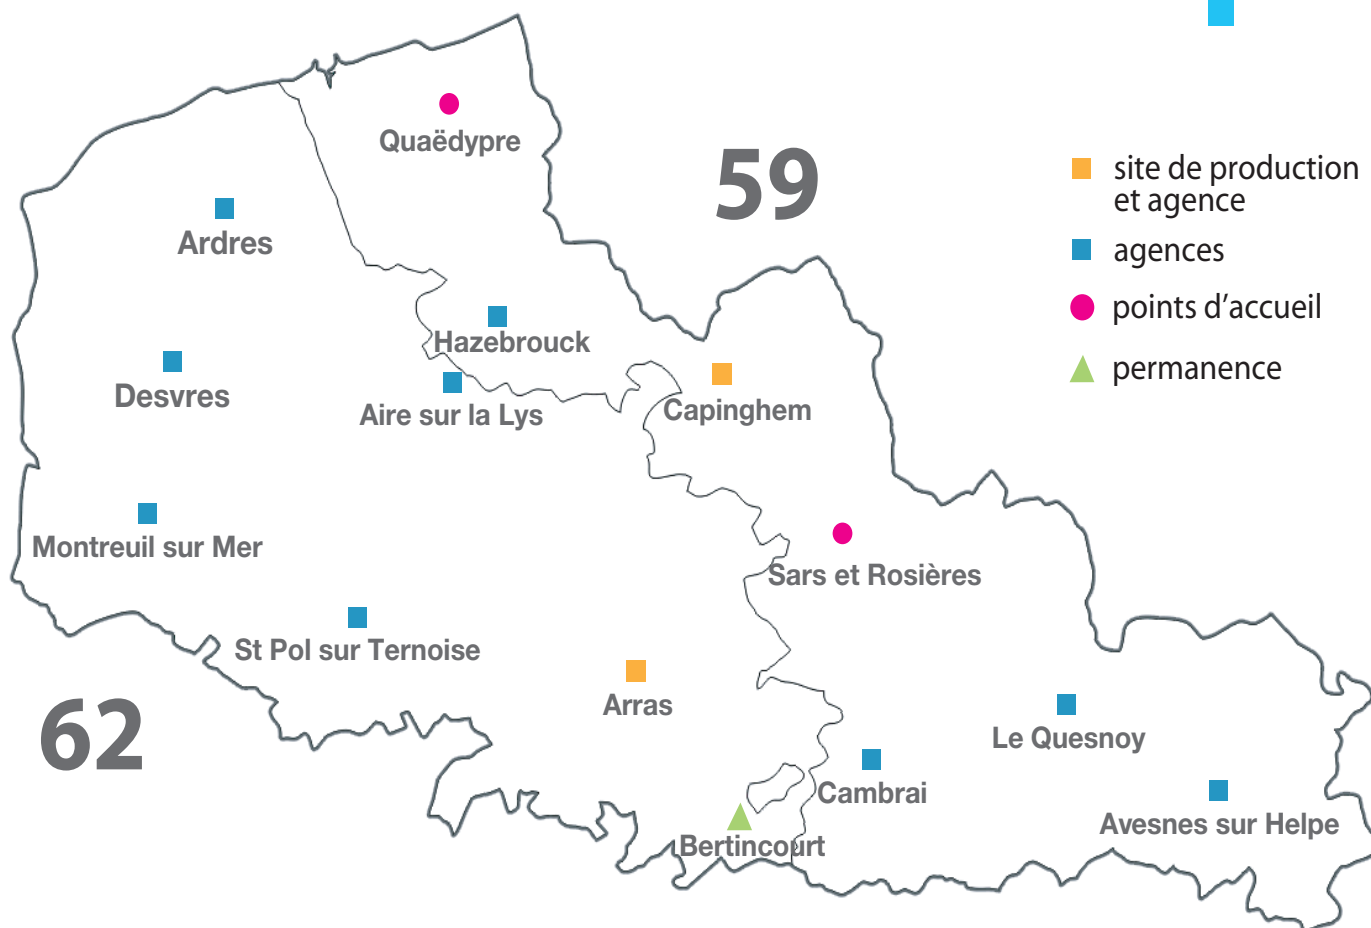 Quaëdypre
59
site de production
et agence
Ardres
agences
points d'accueil
Hazebrouck
permanence
Desvres
Aire sur la Lys
Capinghem
Montreuil sur Mer
Sars et Rosières
St Pol sur Ternoise
Arras
62
Le Quesnoy
Cambrai
Avesnes sur Helpe
Bertincourt